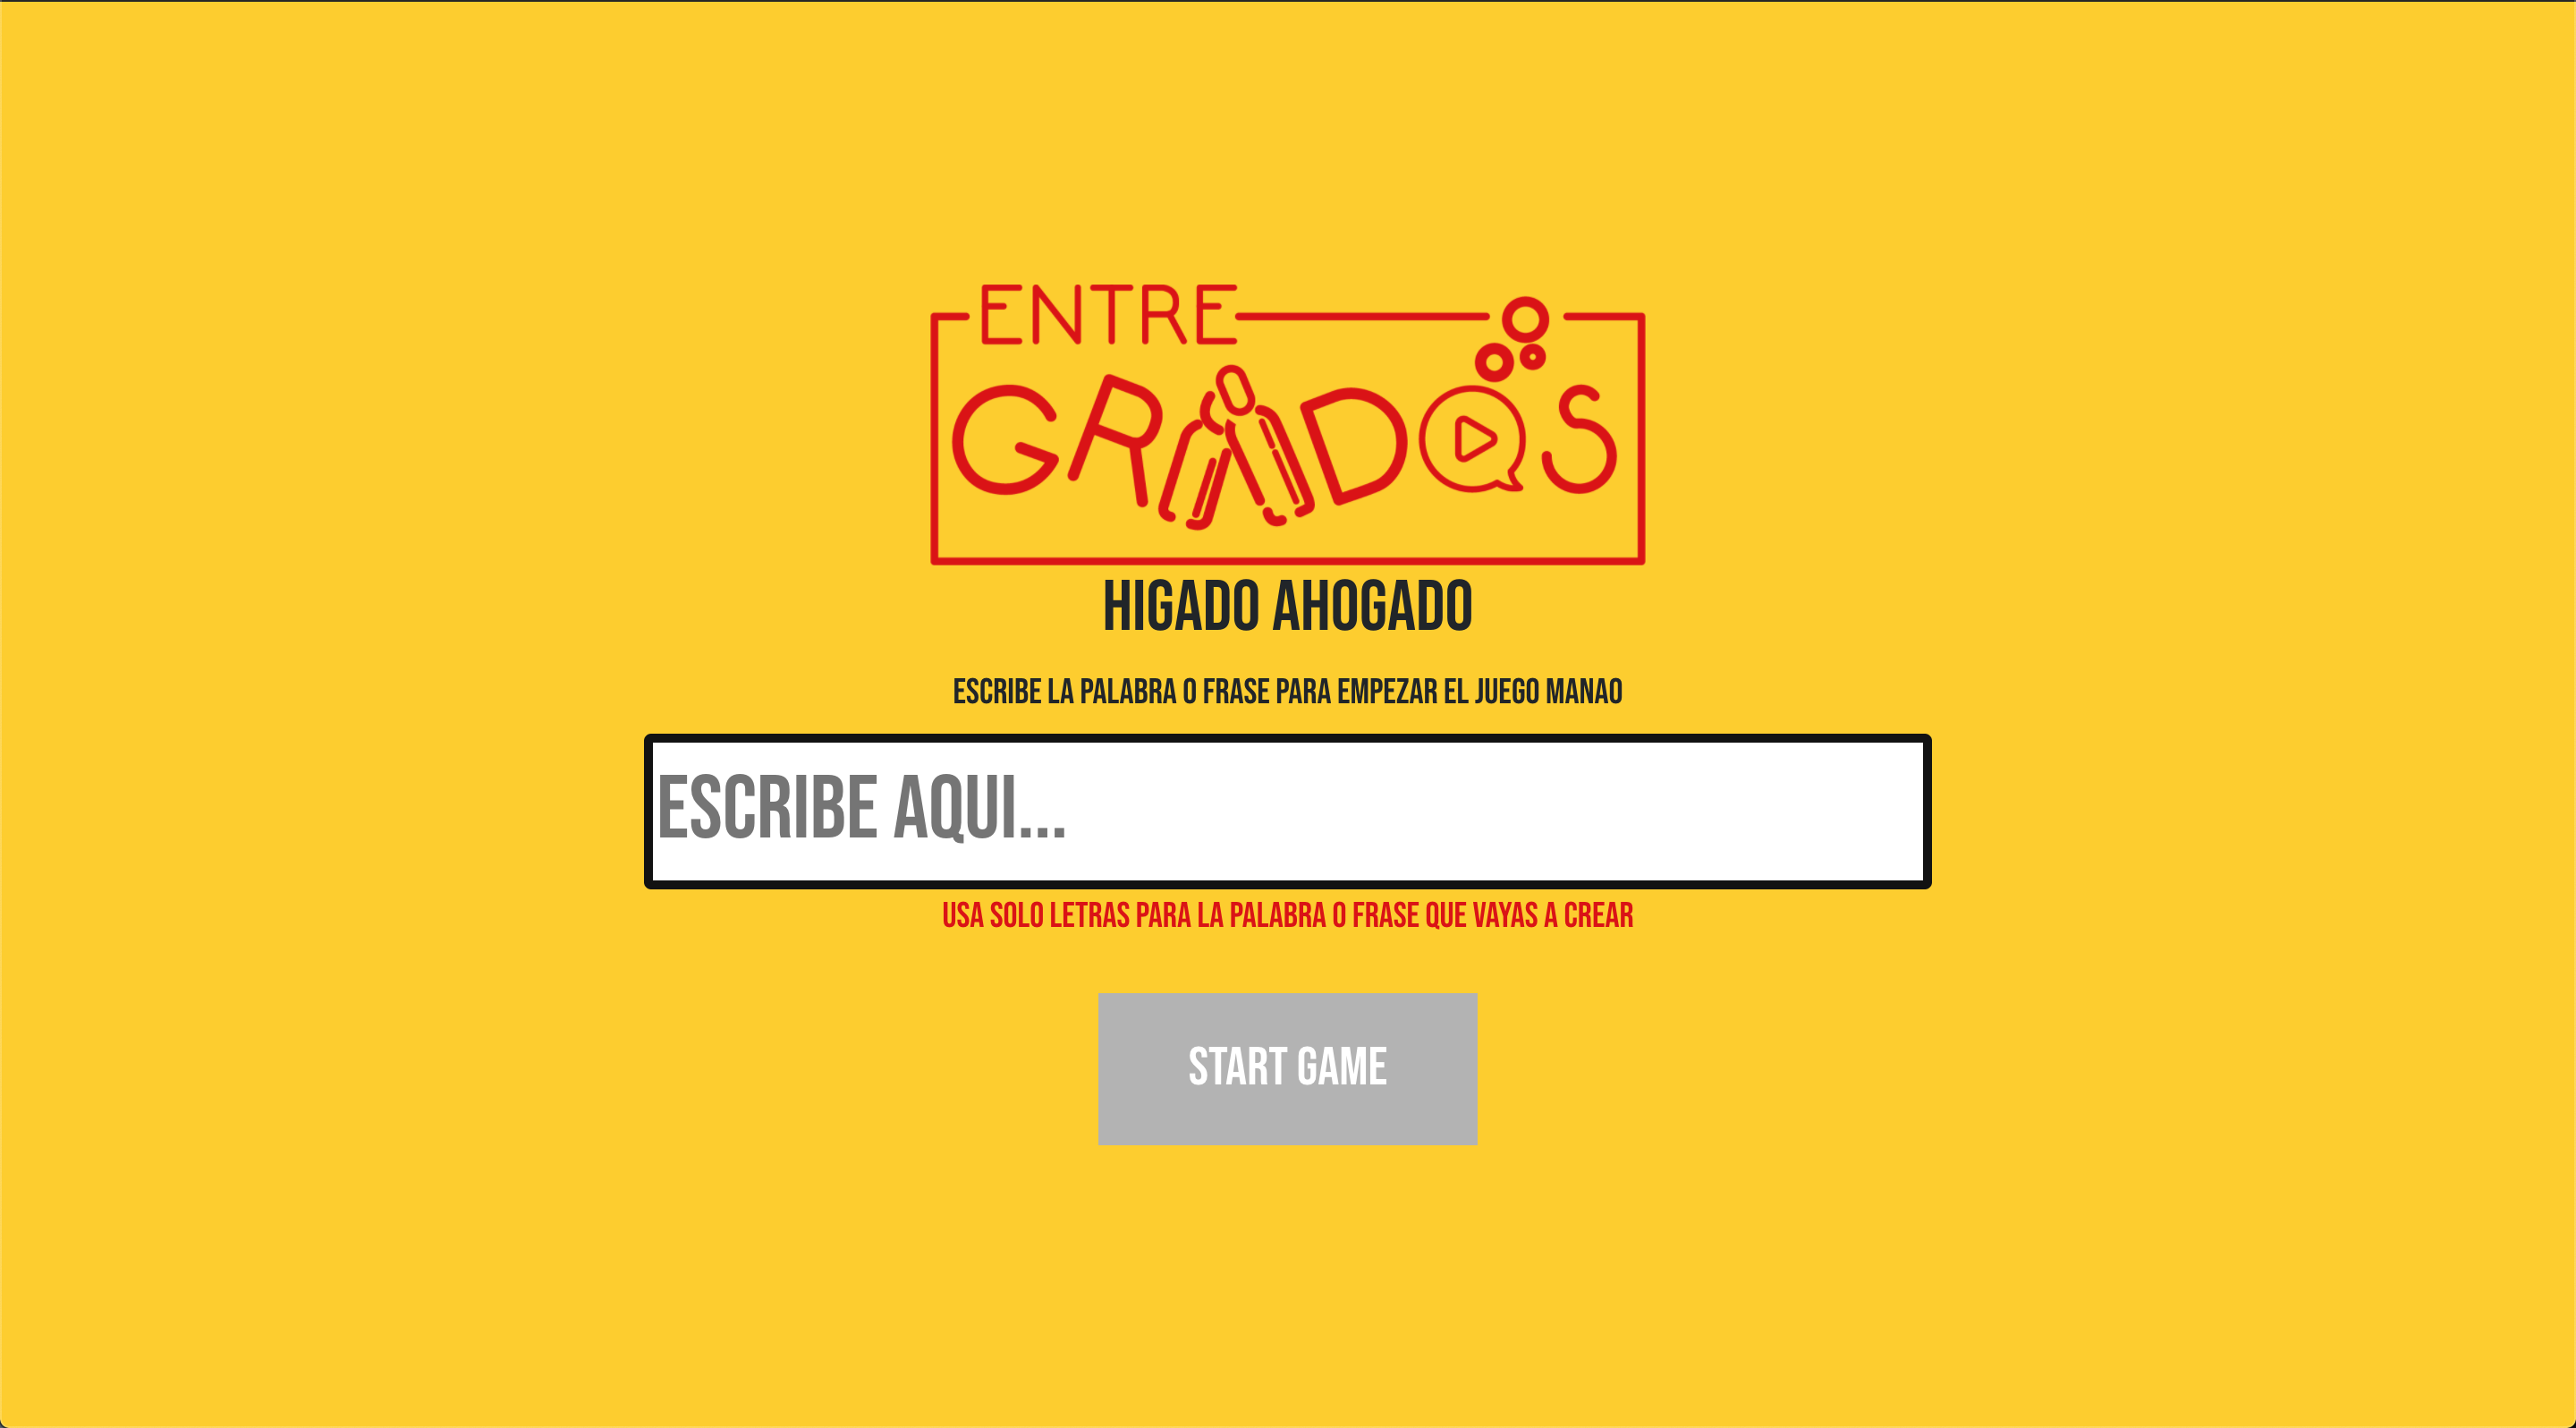 ENTRE
GRADOS
HIGADO AHOGADO
ESCRIBE LA PALABRA O FRASE PARA EMPEZAR EL JUEGO MANAO
ESCRIBE AQUI...
USA SOLO LETRAS PARA LA PALABRA O FRASE QUE VAYAS A CREAR
START GAME